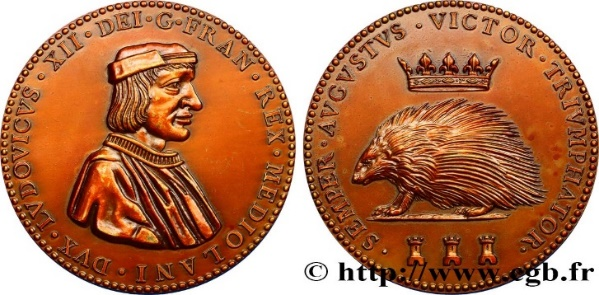 · LVDOVICVS · XII · DEI · G · FRAN · REX · MEDIOLANI · DVX
· SEMPER · AVGVSTVS · VICTOR · TRIVMPHATOR ·
© http://www.cgb.fr